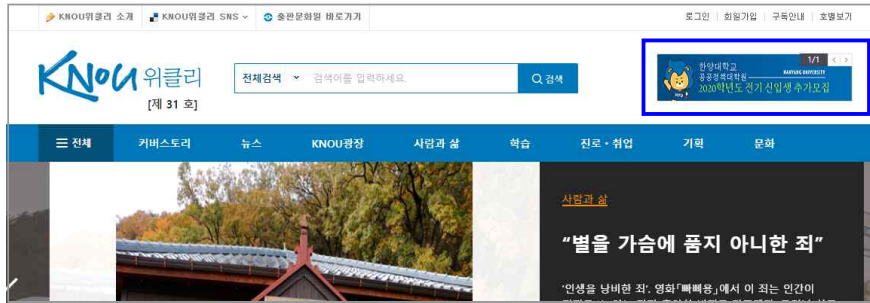 KNOU위클리 소개
KNOU위클리 SNS
출판문화원 바로가기
로그인
회원가입
구독안내
호별보기
KNOU 위클리
[제 31 호]
전체검색
검색어를 입력하세요.
검색
한양대학교
공공정책대학원
HANYANG UNIVERSITY
2020학년도 전기 신입생 추가모집
1/1
전체
커버스토리
뉴스
KNOU광장
사람과 삶
학습
진로・취업
기획
문화
사람과 삶
“별을 가슴에 품지 아니한 죄”
‘인생을 낭비한 죄’. 영화「빠삐용」에서 이 죄는 인간이